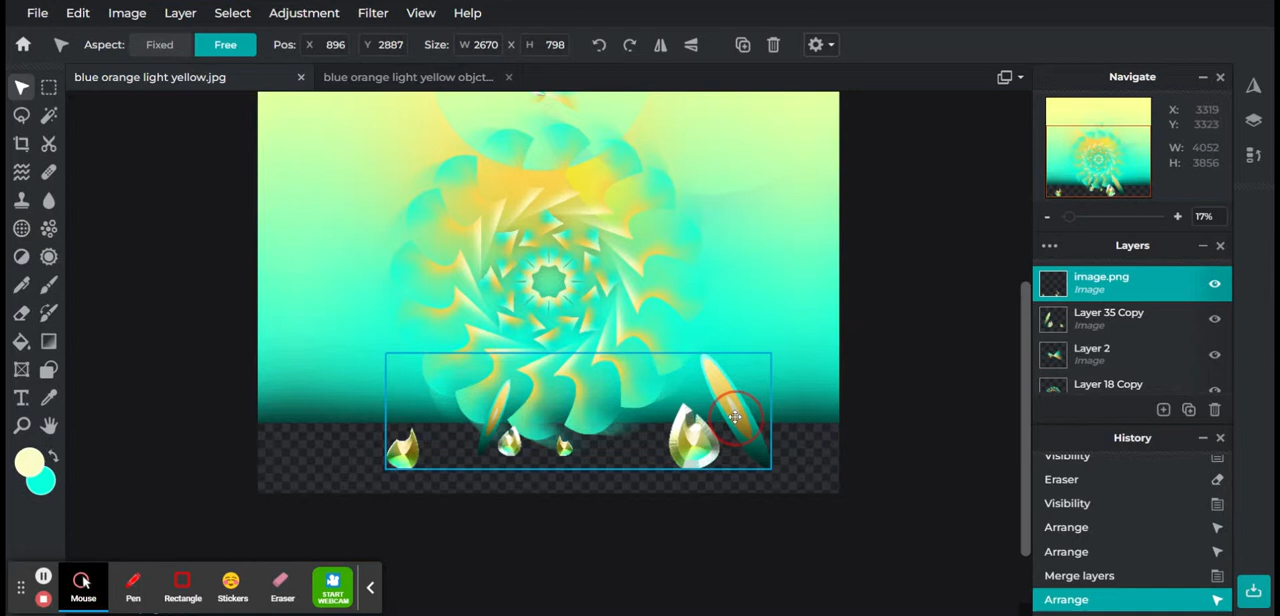 File Edit Image Layer Select Adjustment Filter View Help
Aspect: Fixed Free Pos: X 896 Y 2887 Size: W 2670 X H 798
blue orange light yellow.jpg × blue orange light yellow objct... ×
Navigate
X: 3319
Y: 3323
W: 4052
H: 3856
- + 17%
Layers
image.png
Image
Layer 35 Copy
Image
Layer 2
Image
Layer 18 Copy
History
Visibility
Eraser
Visibility
Arrange
Arrange
Merge layers
Arrange
Mouse Pen Rectangle Stickers Eraser START
WEBCAM